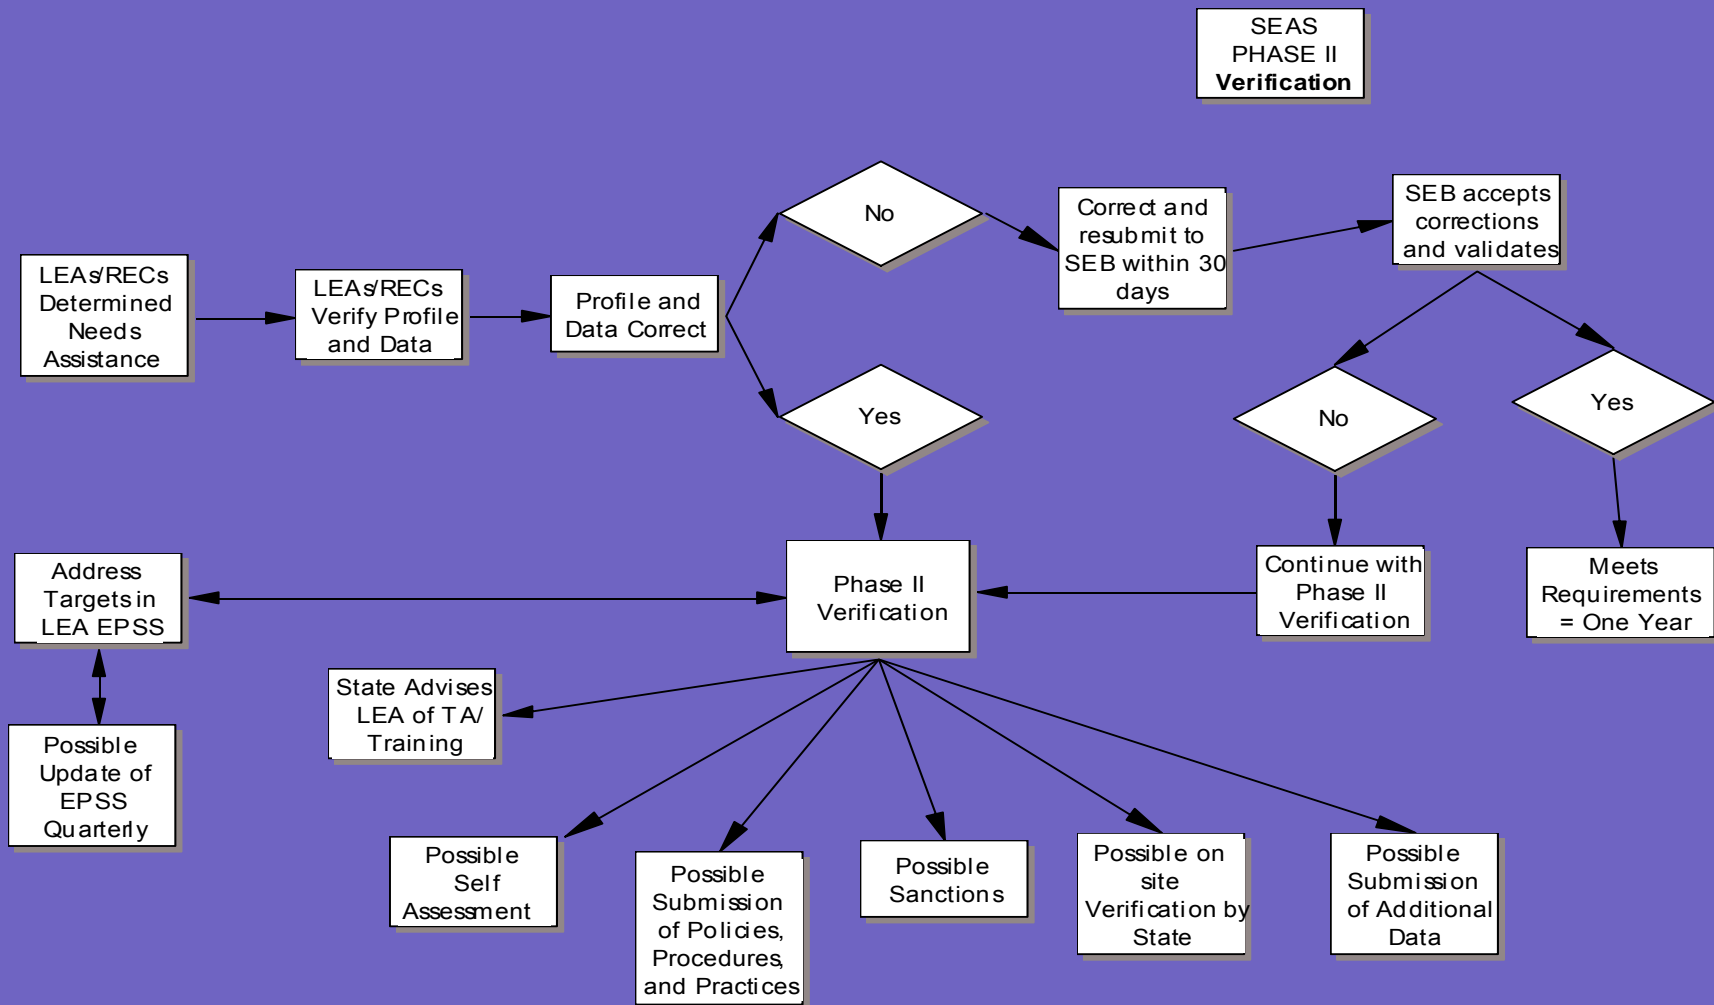 SEAS
PHASE II
Verification
No
Correct and
resubmit to
SEB within 30
days
SEB accepts
corrections
and validates
LEAs/RECs
Determined
Needs
Assistance
LEAs/RECs
Verify Profile
and Data
Profile and
Data Correct
Yes
No
Yes
Address
Targets in
LEA EPSS
Phase II
Verification
Continue with
Phase II
Verification
Meets
Requirements
= One Year
State Advises
LEA of TA/
Training
Possible
Update of
EPSS
Quarterly
Possible
Self
Assessment
Possible
Submission
of Policies,
Procedures,
and Practices
Possible
Sanctions
Possible on
site
Verification by
State
Possible
Submission
of Additional
Data